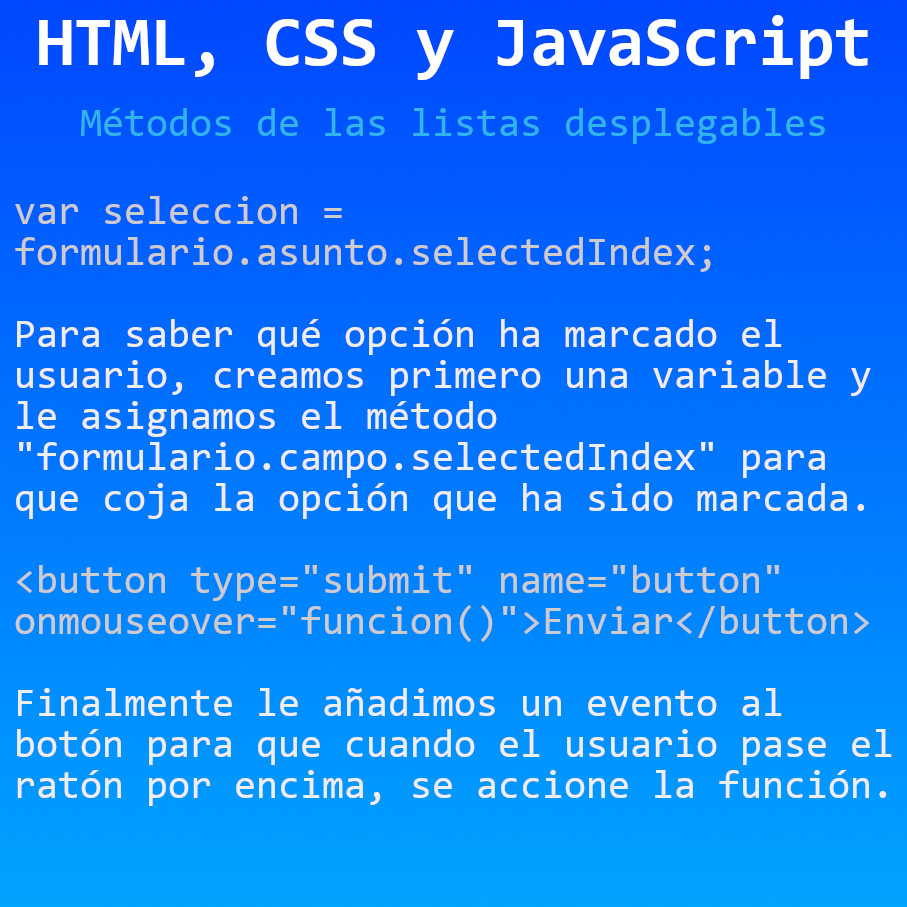 HTML, CSS y JavaScript
Métodos de las listas desplegables
var seleccion =
formulario.asunto.selectedIndex;
Para saber qué opción ha marcado el
usuario, creamos primero una variable y
le asignamos el método
"formulario.campo.selectedIndex" para
que coja la opción que ha sido marcada.
<button type="submit" name="button"
onmouseover="funcion()">Enviar</button>
Finalmente le añadimos un evento al
botón para que cuando el usuario pase el
ratón por encima, se accione la función.